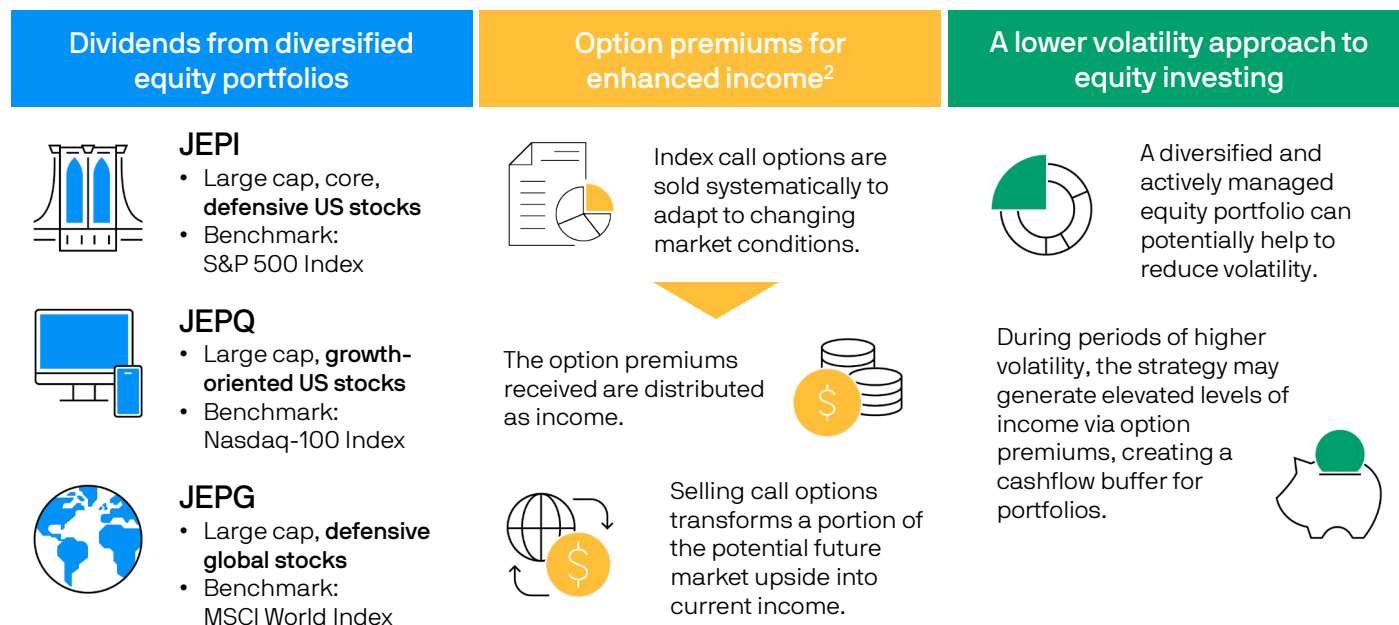 Dividends from diversified
equity portfolios
JEPI
• Large cap, core,
defensive US stocks
• Benchmark:
S&P 500 Index
JEPQ
• Large cap, growth-
oriented US stocks
• Benchmark:
Nasdaq-100 Index
JEPG
• Large cap, defensive
global stocks
• Benchmark:
MSCI World Index
Option premiums for
enhanced income²
Index call options are
sold systematically to
adapt to changing
market conditions.
The option premiums
received are distributed
as income.
$
Selling call options
transforms a portion of
the potential future
market upside into
current income.
$
A lower volatility approach to
equity investing
A diversified and
actively managed
equity portfolio can
potentially help to
reduce volatility.
During periods of higher
volatility, the strategy may
generate elevated levels of
income via option
premiums, creating a
cashflow buffer for
portfolios.